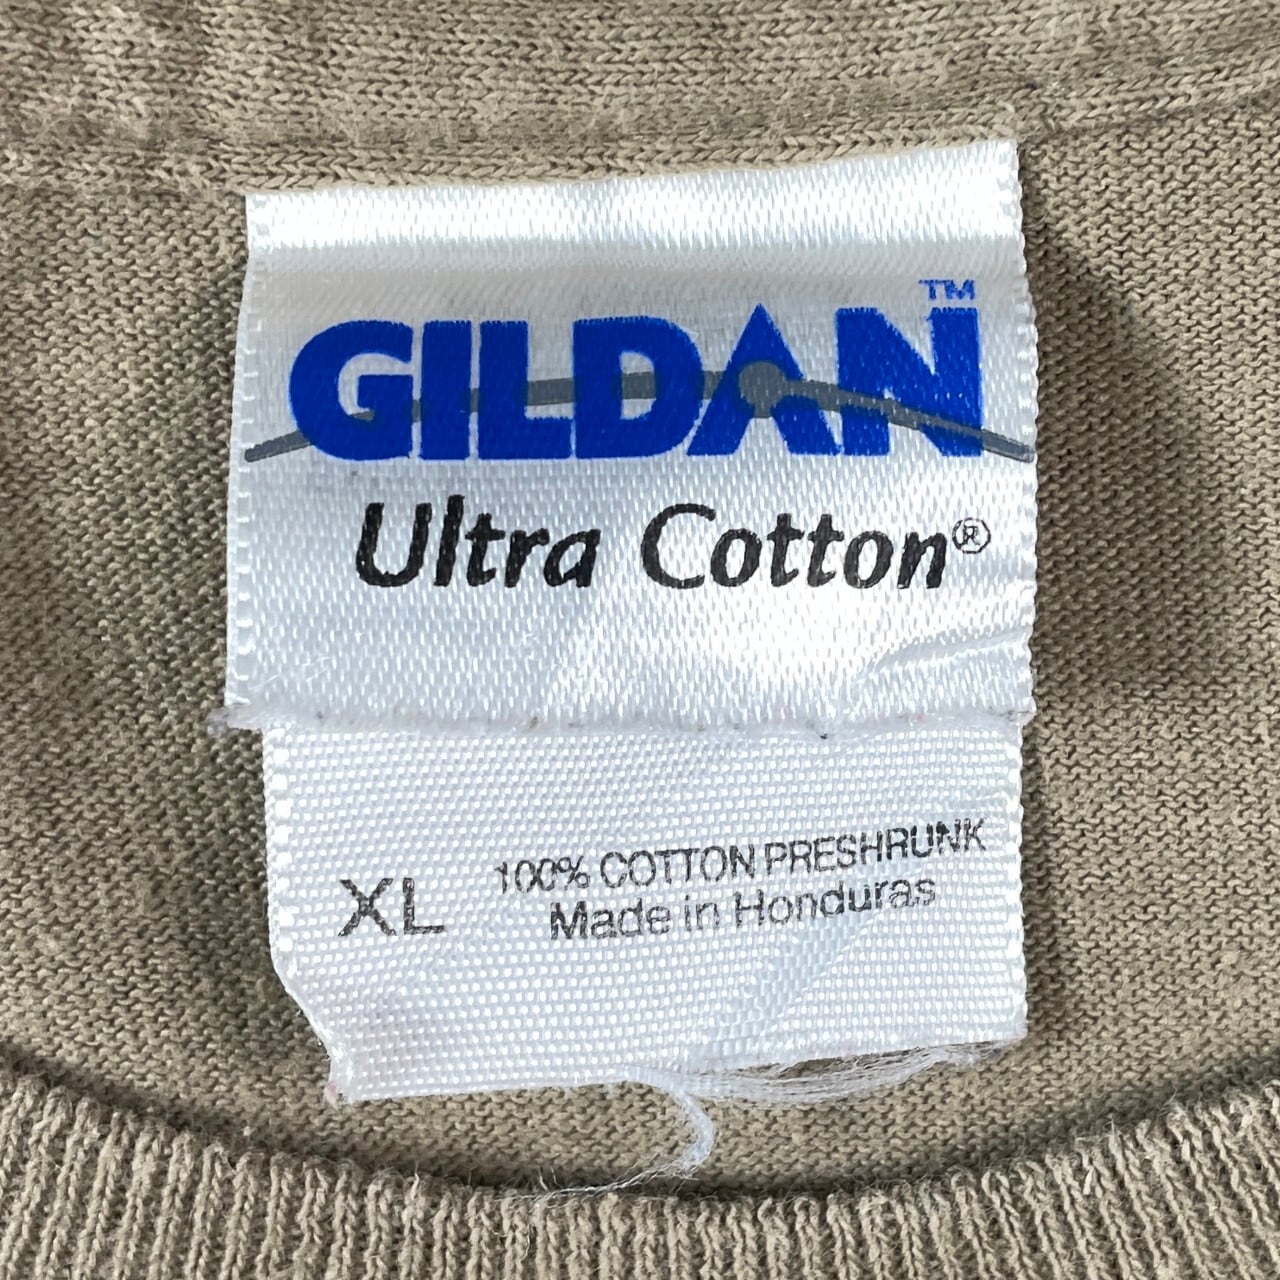 GILDAN™
Ultra Cotton®
XL
100% COTTON PRESHRUNK
Made in Honduras